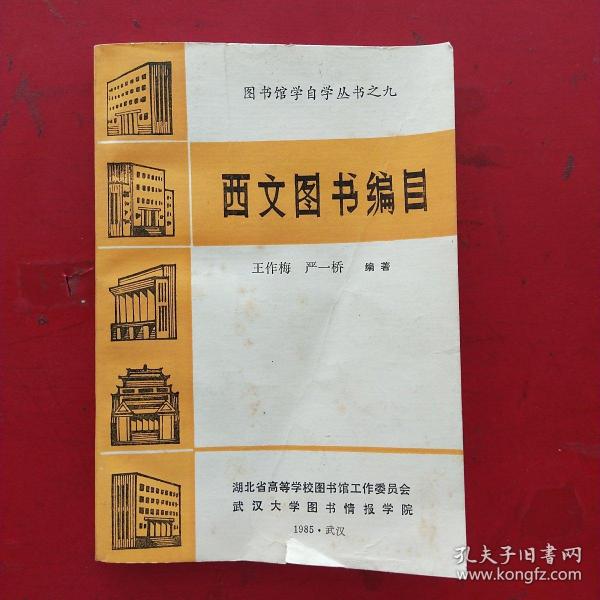 图书馆学自学丛书之九
西文图书编目
王作梅 严一桥 编著
湖北省高等学校图书馆工作委员会
武汉大学图书情报学院
1985·武汉
孔夫子旧书网
www.kongfz.com